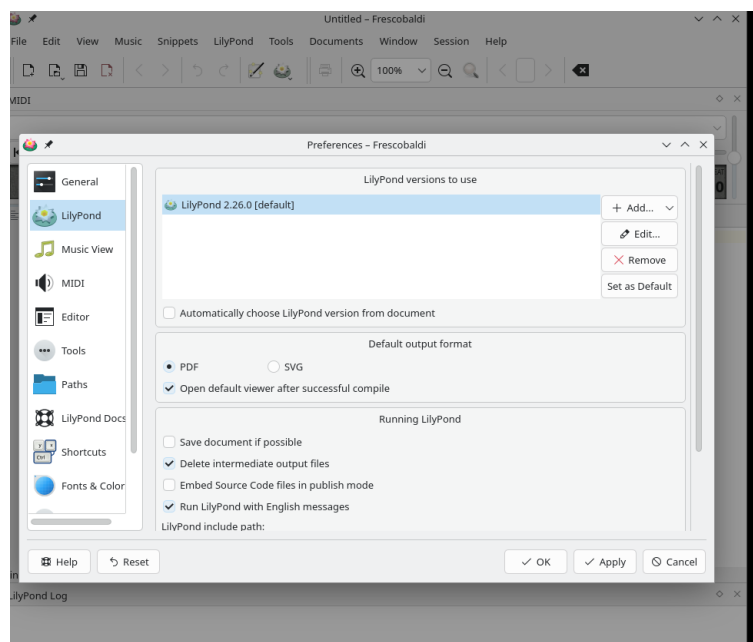 Untitled – Frescobaldi
File Edit View Music Snippets LilyPond Tools Documents Window Session Help
100%
MIDI
Preferences – Frescobaldi
General
LilyPond
Music View
MIDI
Editor
Tools
Paths
LilyPond Docs
Shortcuts
Fonts & Color
LilyPond versions to use
LilyPond 2.26.0 [default]
Add...
Edit...
Remove
Set as Default
Automatically choose LilyPond version from document
Default output format
PDF SVG
Open default viewer after successful compile
Running LilyPond
Save document if possible
Delete intermediate output files
Embed Source Code files in publish mode
Run LilyPond with English messages
LilyPond include path:
Help Reset OK Apply Cancel
LilyPond Log